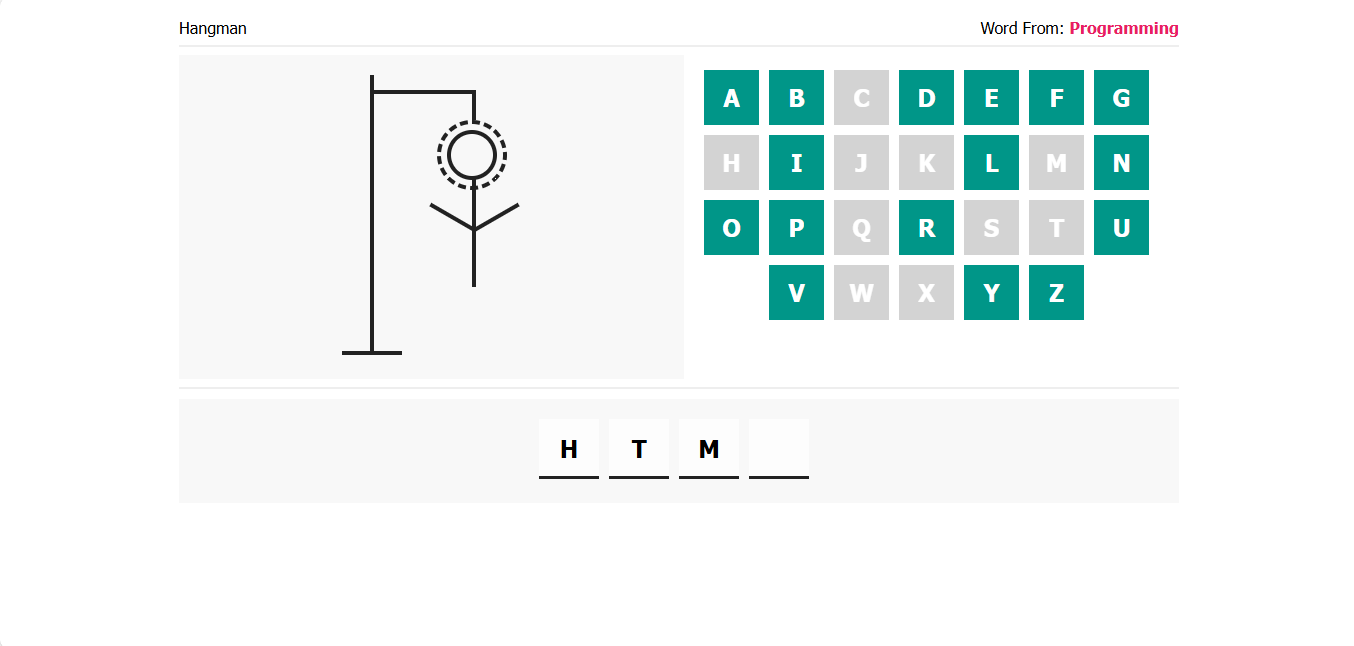 Hangman
Word From: Programming
A B C D E F G
H I J K L M N
O P Q R S T U
V W X Y Z
H T M